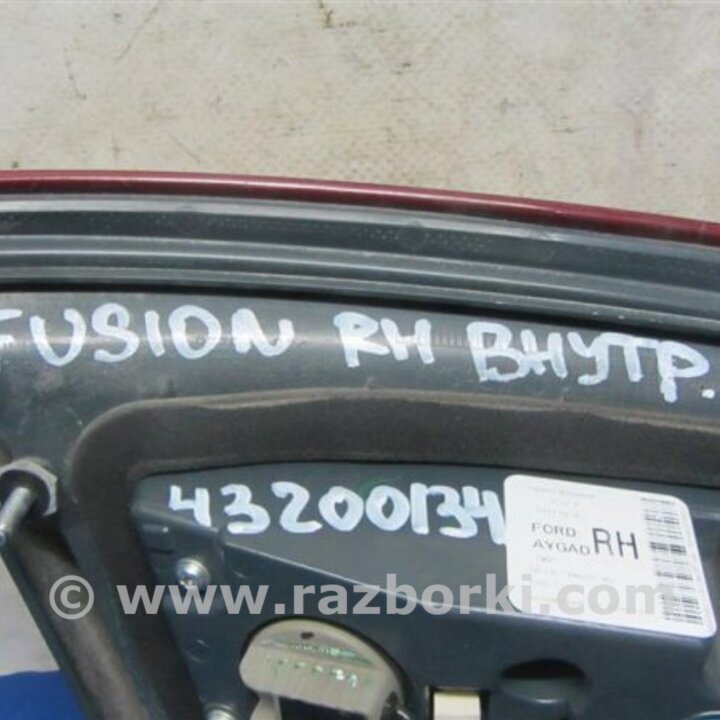 FUSION RH ВНУТР.
43200134
FORD
AYGAD RH
© www.razborki.com